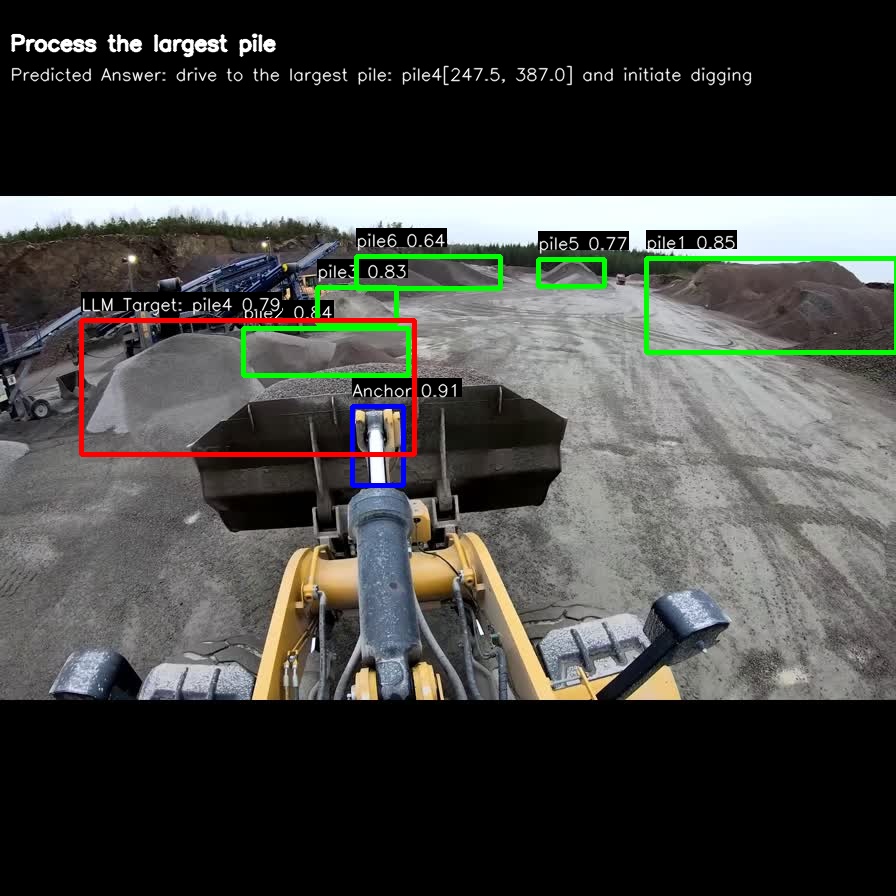 Process the largest pile
Predicted Answer: drive to the largest pile: pile4[247.5, 387.0] and initiate digging
pile6 0.64
pile5 0.77
pile1 0.85
pile3 0.83
LLM Target: pile4 0.79
pile2 0.84
Anchor 0.91